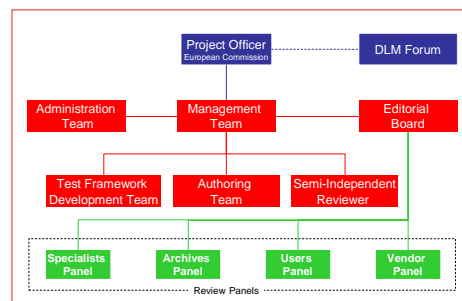 Project Officer
European Commission
DLM Forum
Administration
Team
Management
Team
Editorial
Board
Test Framework
Development Team
Authoring
Team
Semi-Independent
Reviewer
Specialists
Panel
Archives
Panel
Users
Panel
Vendor
Panel
Review Panels